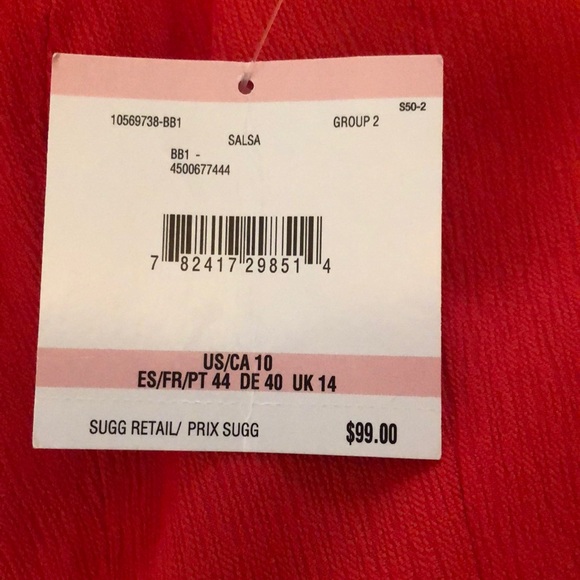 S50-2
10569738-BB1 GROUP 2
SALSA
BB1 -
4500677444
7 82417 29851 4
US/CA 10
ES/FR/PT 44 DE 40 UK 14
SUGG RETAIL/ PRIX SUGG $99.00